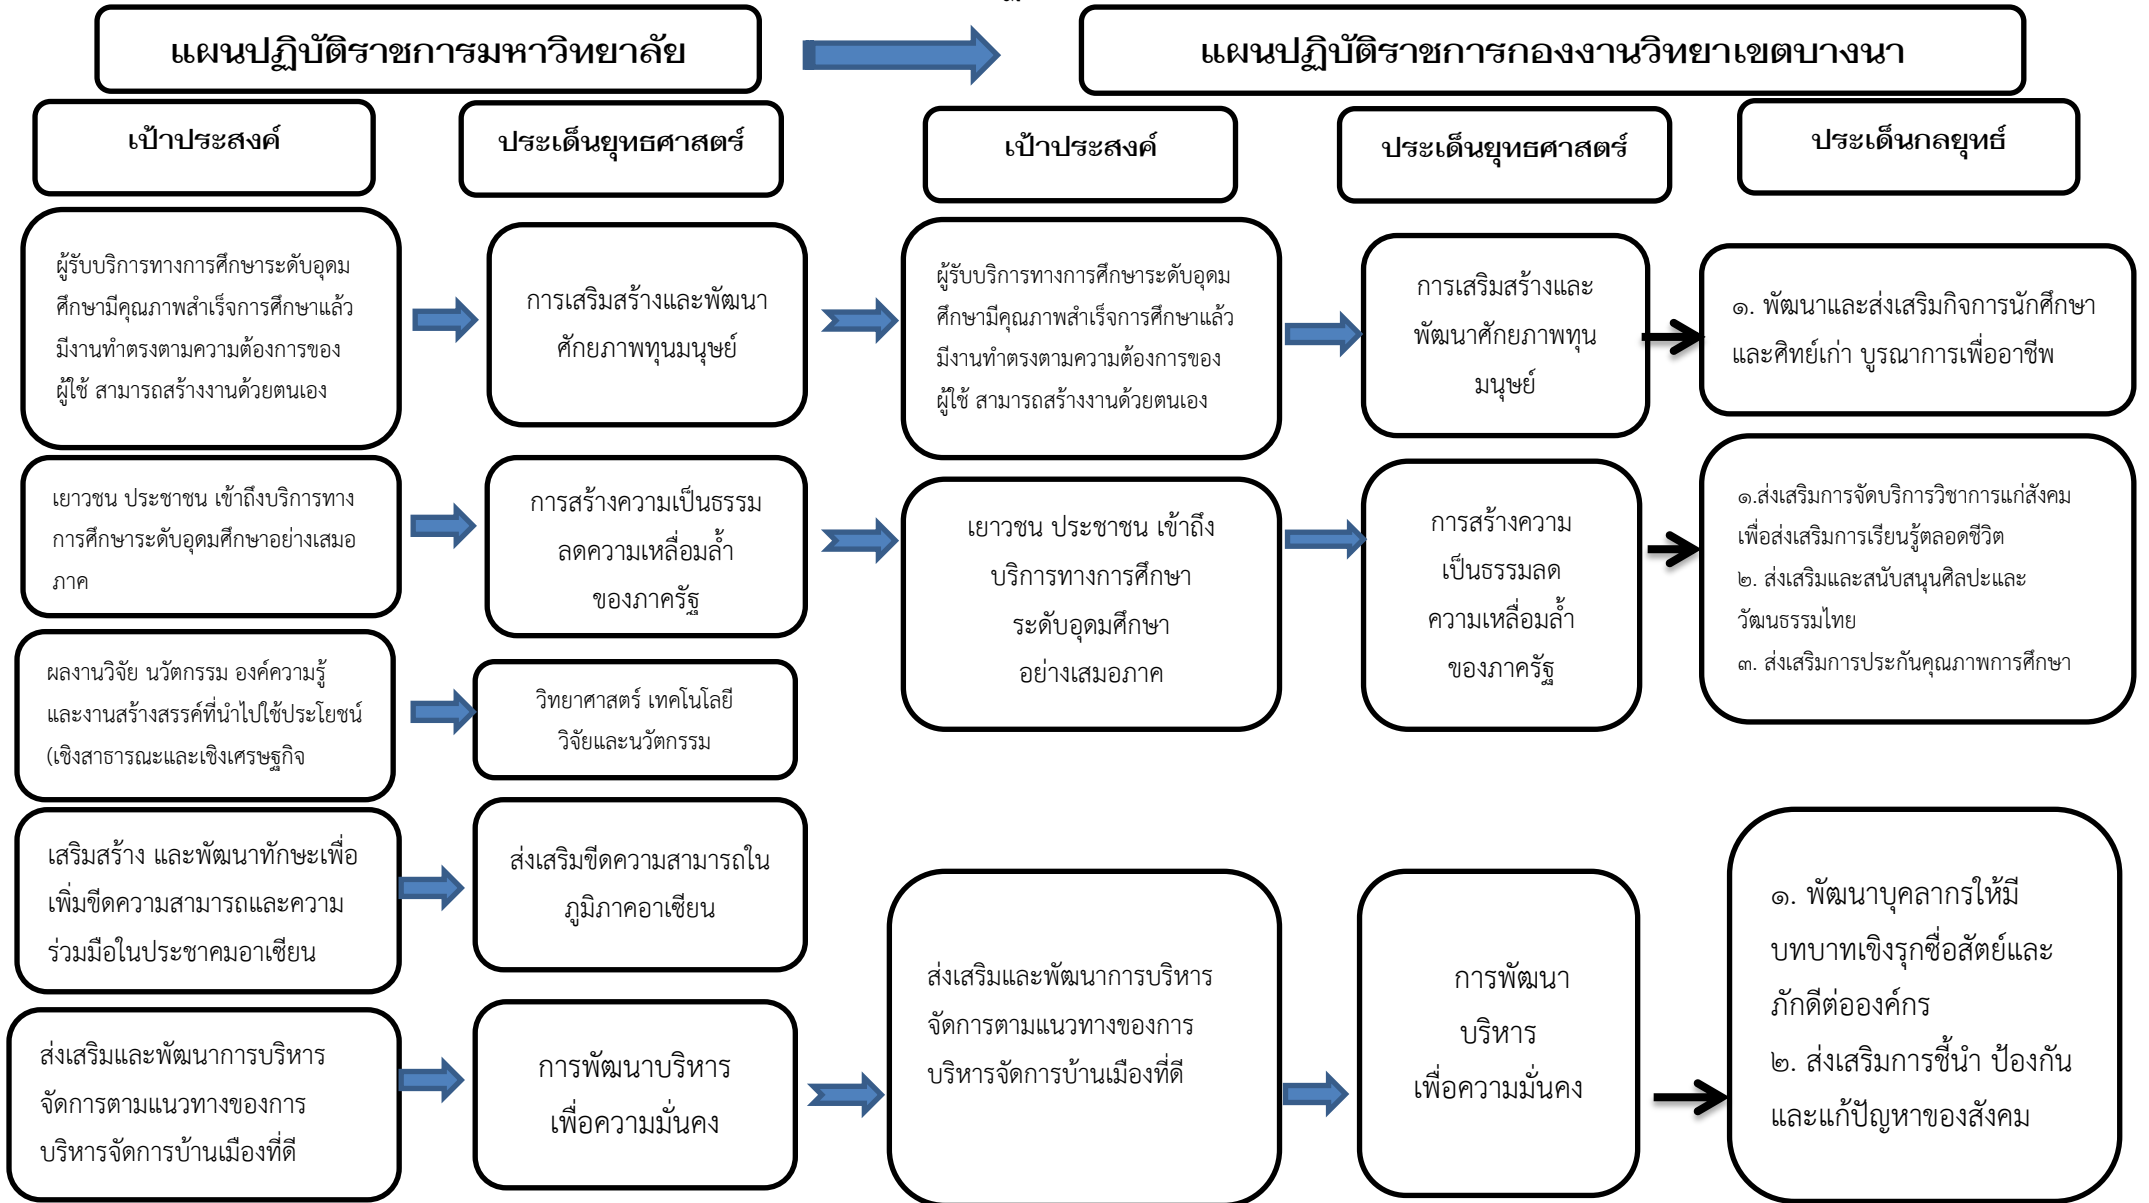 แผนปฏิบัติราชการมหาวิทยาลัย
แผนปฏิบัติราชการกองงานวิทยาเขตบางนา
เป้าประสงค์
ประเด็นยุทธศาสตร์
เป้าประสงค์
ประเด็นยุทธศาสตร์
ประเด็นกลยุทธ์
ผู้รับบริการทางการศึกษาระดับอุดม
ศึกษามีคุณภาพสำเร็จการศึกษาแล้ว
มีงานทำตรงตามความต้องการของ
ผู้ใช้ สามารถสร้างงานด้วยตนเอง
การเสริมสร้างและพัฒนา
ศักยภาพทุนมนุษย์
ผู้รับบริการทางการศึกษาระดับอุดม
ศึกษามีคุณภาพสำเร็จการศึกษาแล้ว
มีงานทำตรงตามความต้องการของ
ผู้ใช้ สามารถสร้างงานด้วยตนเอง
การเสริมสร้างและ
พัฒนาศักยภาพทุน
มนุษย์
๑. พัฒนาและส่งเสริมกิจการนักศึกษา
และศิทย์เก่า บูรณาการเพื่ออาชีพ
เยาวชน ประชาชน เข้าถึงบริการทาง
การศึกษาระดับอุดมศึกษาอย่างเสมอ
ภาค
การสร้างความเป็นธรรม
ลดความเหลื่อมล้ำ
ของภาครัฐ
เยาวชน ประชาชน เข้าถึง
บริการทางการศึกษา
ระดับอุดมศึกษา
อย่างเสมอภาค
การสร้างความ
เป็นธรรมลด
ความเหลื่อมล้ำ
ของภาครัฐ
๑.ส่งเสริมการจัดบริการวิชาการแก่สังคม
เพื่อส่งเสริมการเรียนรู้ตลอดชีวิต
๒. ส่งเสริมและสนับสนุนศิลปะและ
วัฒนธรรมไทย
๓. ส่งเสริมการประกันคุณภาพการศึกษา
ผลงานวิจัย นวัตกรรม องค์ความรู้
และงานสร้างสรรค์ที่นำไปใช้ประโยชน์
(เชิงสาธารณะและเชิงเศรษฐกิจ
วิทยาศาสตร์ เทคโนโลยี
วิจัยและนวัตกรรม
เสริมสร้าง และพัฒนาทักษะเพื่อ
เพิ่มขีดความสามารถและความ
ร่วมมือในประชาคมอาเซียน
ส่งเสริมขีดความสามารถใน
ภูมิภาคอาเซียน
ส่งเสริมและพัฒนาการบริหาร
จัดการตามแนวทางของการ
บริหารจัดการบ้านเมืองที่ดี
การพัฒนาบริหาร
เพื่อความมั่นคง
ส่งเสริมและพัฒนาการบริหาร
จัดการตามแนวทางของการ
บริหารจัดการบ้านเมืองที่ดี
การพัฒนา
บริหาร
เพื่อความมั่นคง
๑. พัฒนาบุคลากรให้มี
บทบาทเชิงรุกซื่อสัตย์และ
ภักดีต่อองค์กร
๒. ส่งเสริมการชี้นำ ป้องกัน
และแก้ปัญหาของสังคม